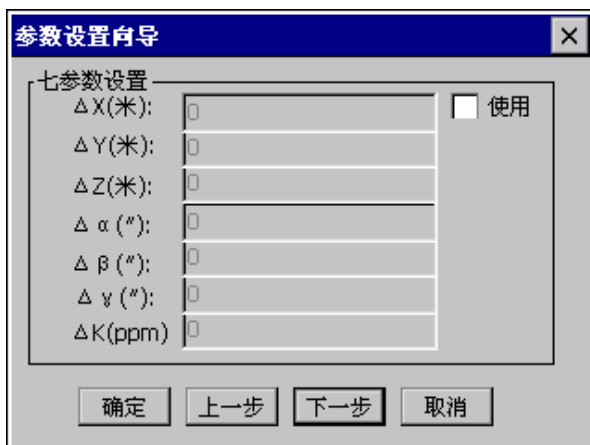 参数设置向导
七参数设置
ΔX(米): 0 使用
ΔY(米): 0
ΔZ(米): 0
Δα(″): 0
Δβ(″): 0
Δγ(″): 0
ΔK(ppm) 0
确定 上一步 下一步 取消